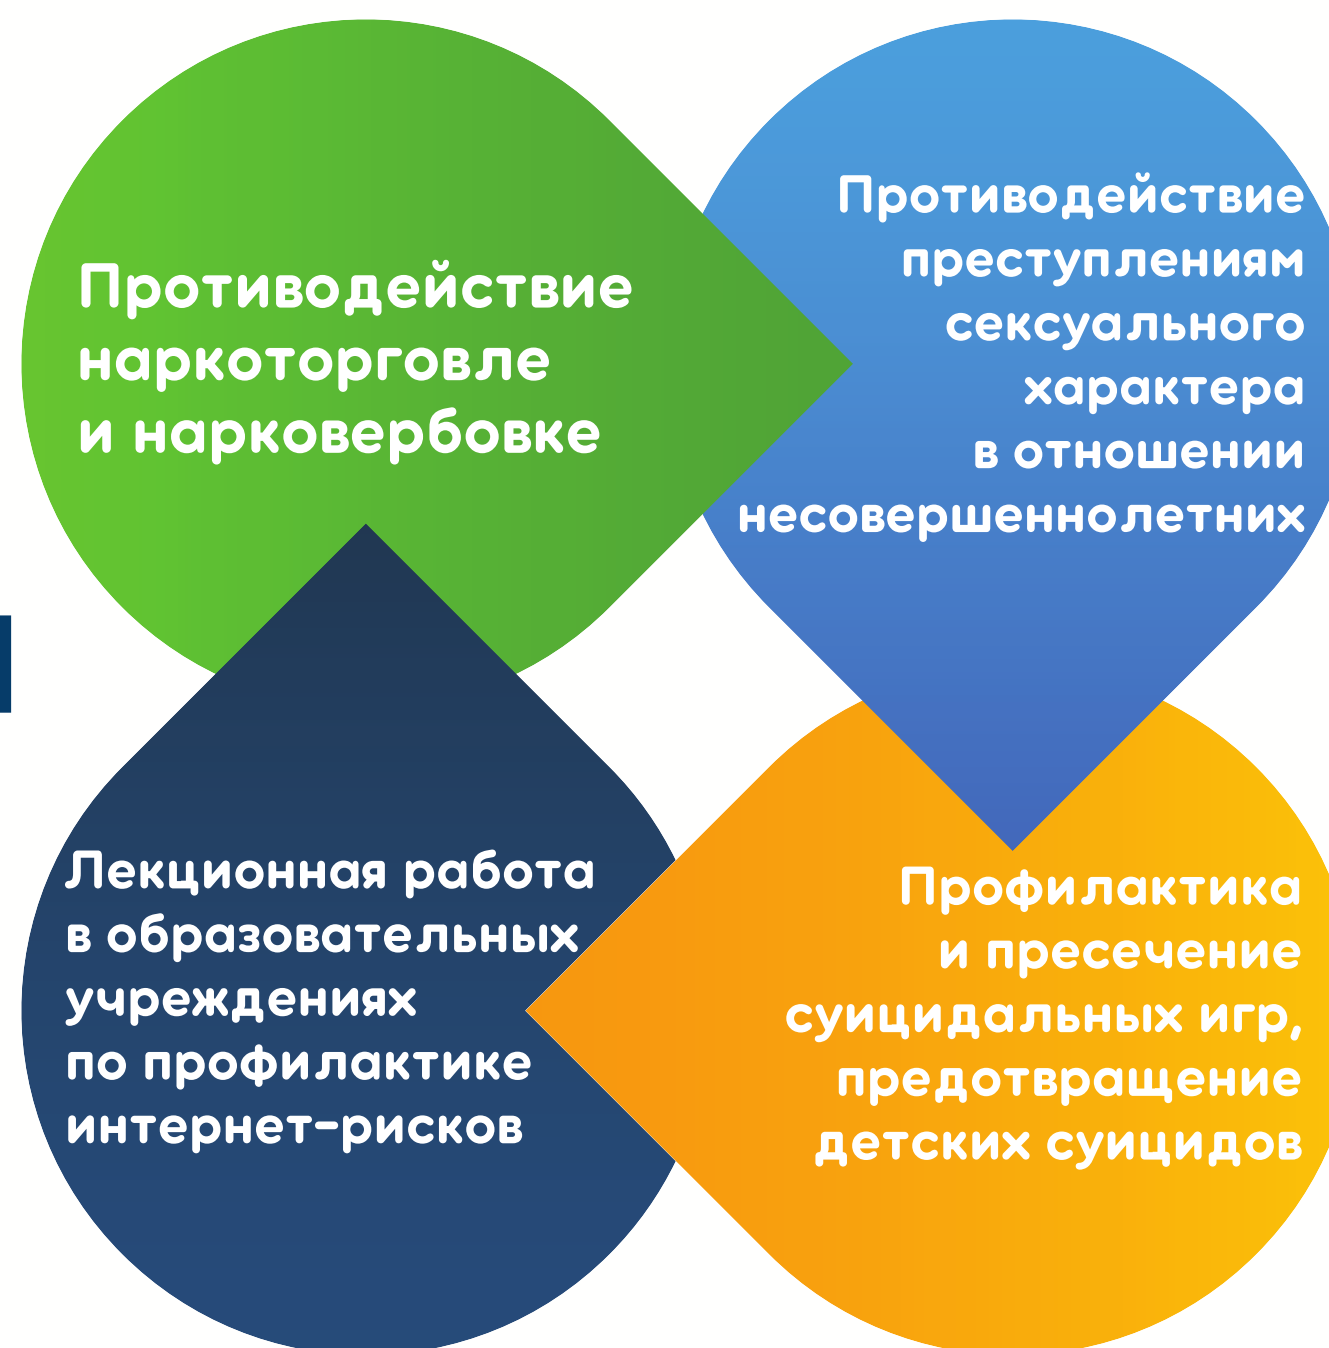 Противодействие
наркоторговле
и нарковербовке
Противодействие
преступлениям
сексуального
характера
в отношении
несовершеннолетних
Лекционная работа
в образовательных
учреждениях
по профилактике
интернет-рисков
Профилактика
и пресечение
суицидальных игр,
предотвращение
детских суицидов